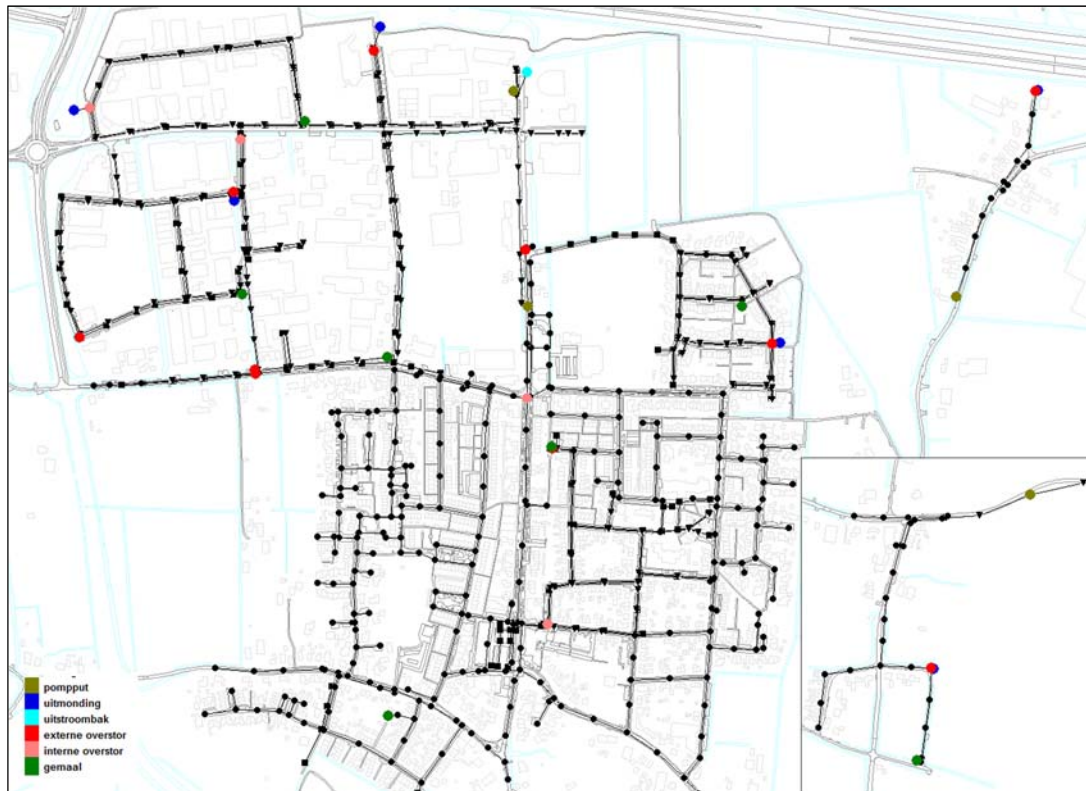 pompput
uitmonding
uitstroombak
externe overstor
interne overstor
gemaal